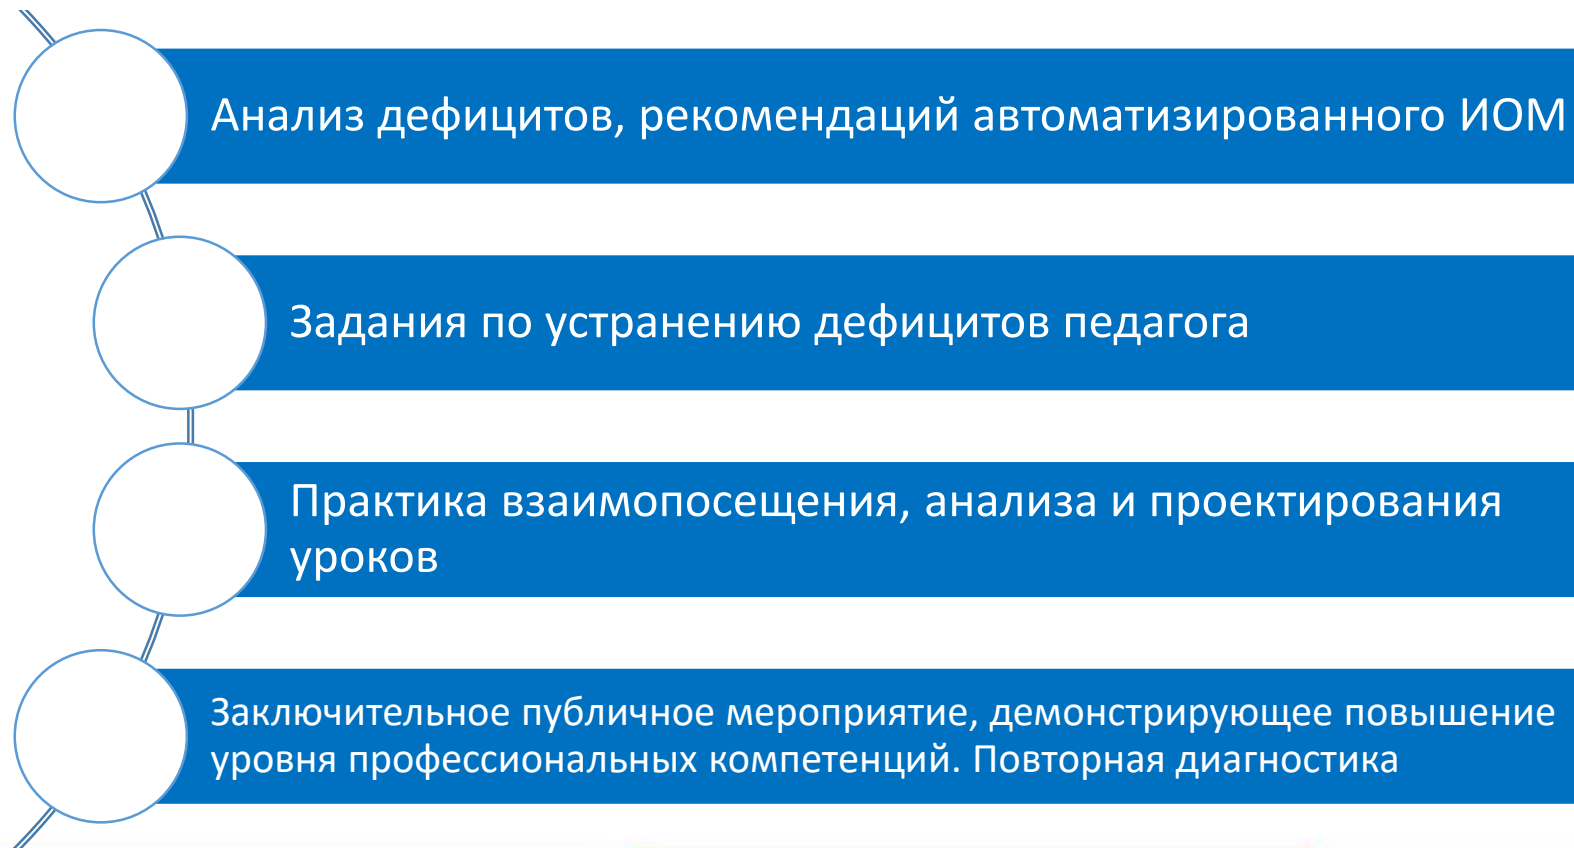 Анализ дефицитов, рекомендаций автоматизированного ИОМ
Задания по устранению дефицитов педагога
Практика взаимопосещения, анализа и проектирования
уроков
Заключительное публичное мероприятие, демонстрирующее повышение
уровня профессиональных компетенций. Повторная диагностика